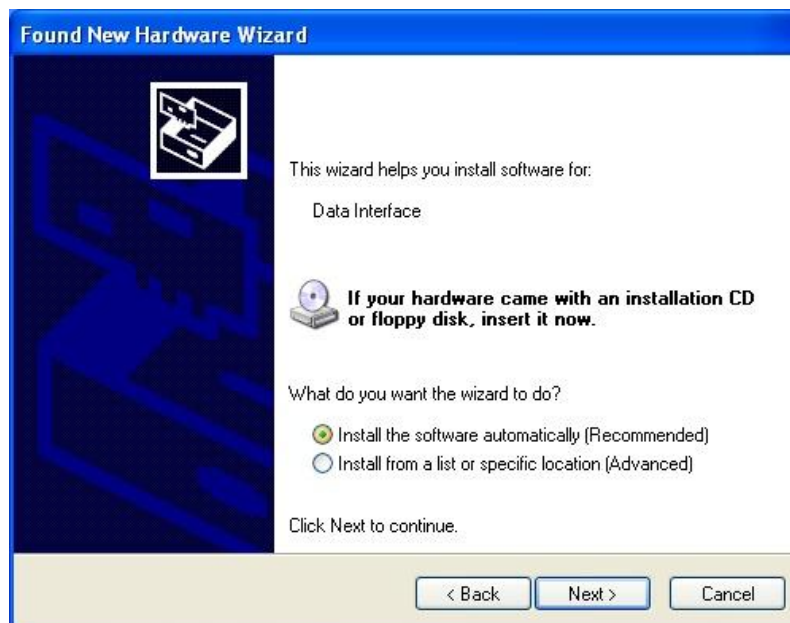 Found New Hardware Wizard
This wizard helps you install software for:
Data Interface
If your hardware came with an installation CD
or floppy disk, insert it now.
What do you want the wizard to do?
Install the software automatically (Recommended)
Install from a list or specific location (Advanced)
Click Next to continue.
< Back
Next >
Cancel